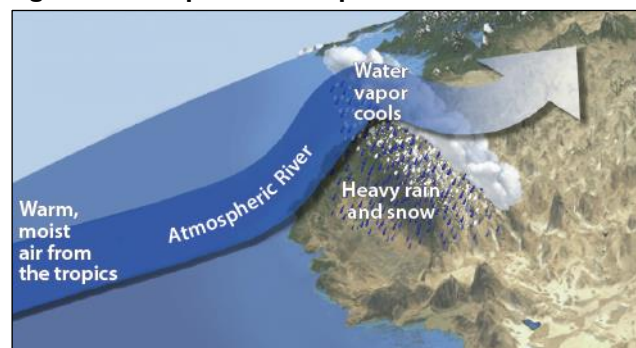 Water
vapor
cools
Atmospheric River
Heavy rain
and snow
Warm,
moist
air from
the tropics